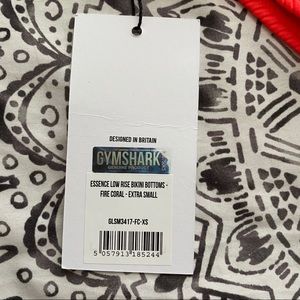 DESIGNED IN BRITAIN
GYMSHARK
GENUINE PRODUCT
ESSENCE LOW RISE BIKINI BOTTOMS -
FIRE CORAL - EXTRA SMALL
GLSM3417-FC-XS
5 057913 185244